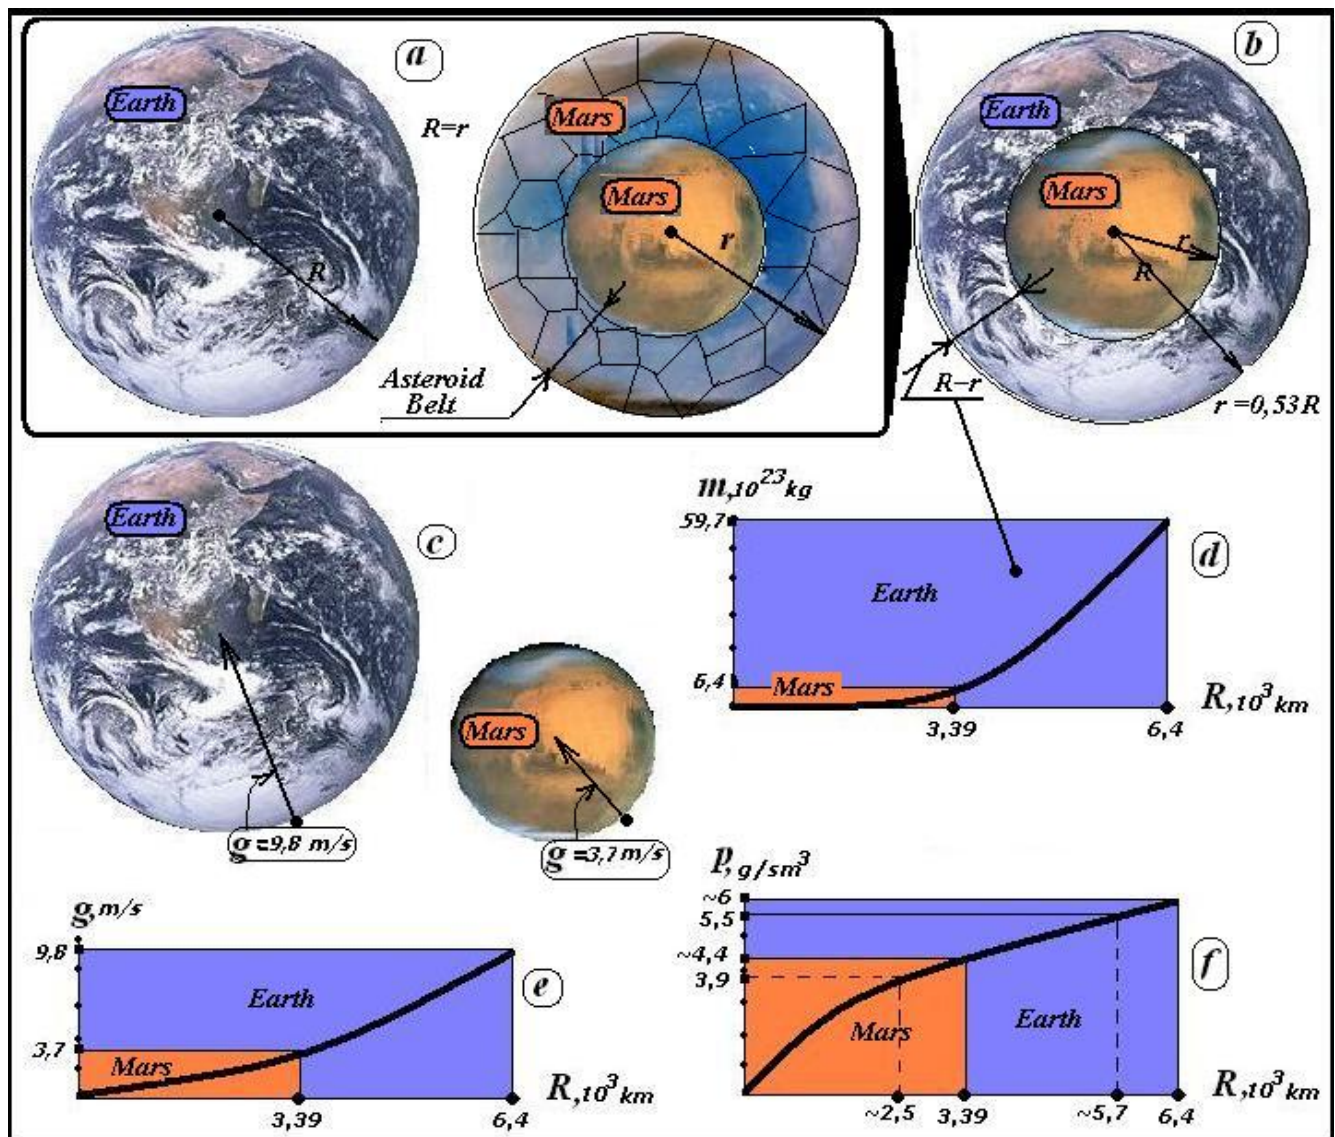 a
Earth
R=r
R
Mars
Mars
r
Asteroid
Belt
b
Earth
Mars
r
R
R-r
r =0,53R
Earth
c
Mars
g=9,8 m/s
g=3,7m/s
m,10²³kg
59,7
d
Earth
6,4
Mars
R,10³km
3,39
6,4
g,m/s
9,8
e
Earth
3,7
Mars
R,10³km
3,39
6,4
p,g/sm³
~6
5,5
~4,4
f
3,9
Mars
Earth
R,10³km
~2,5
3,39
~5,7
6,4